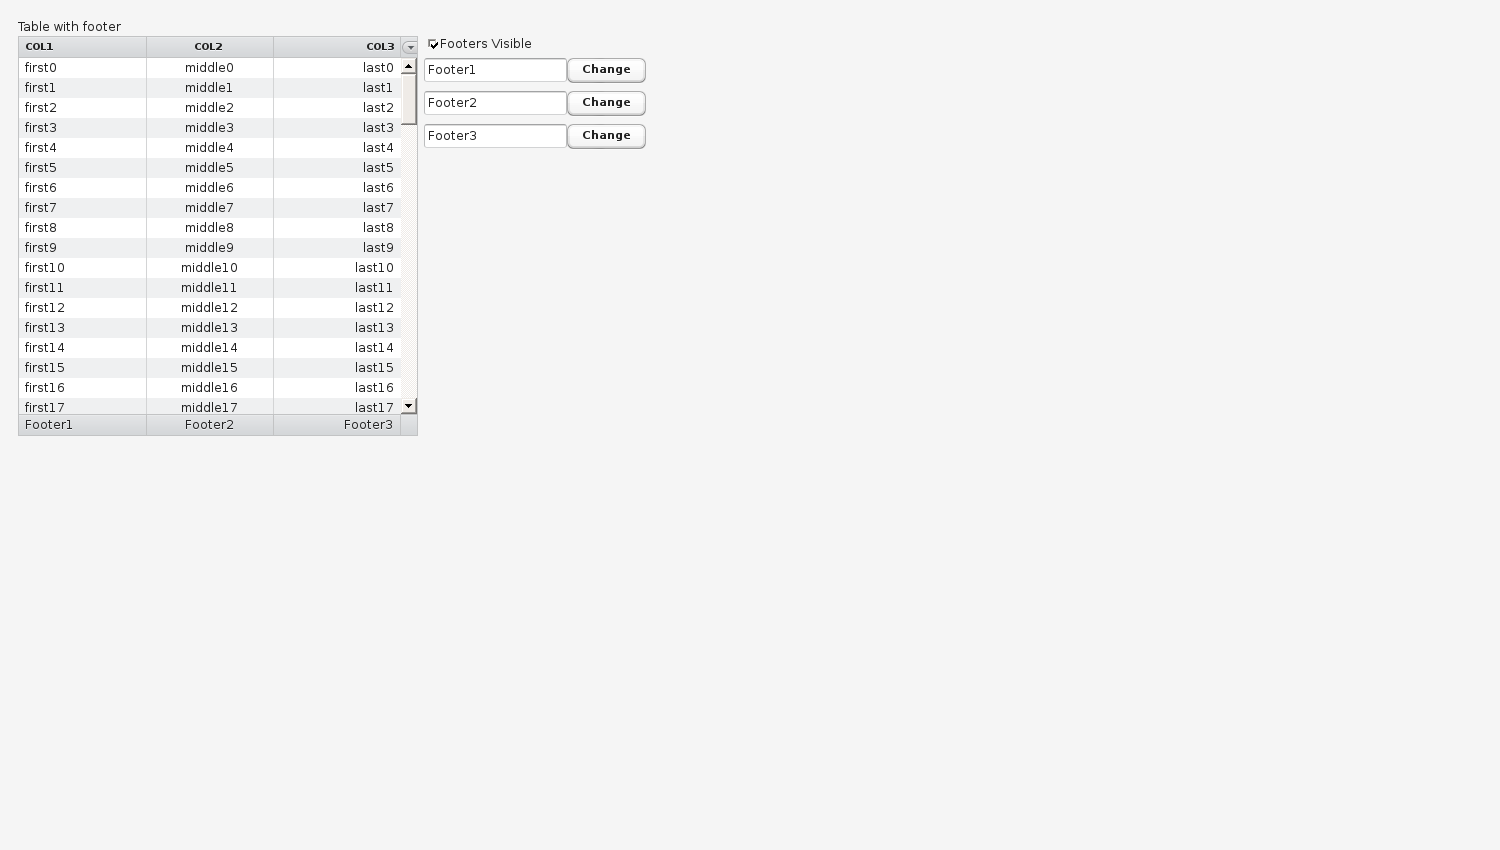 Table with footer
COL1 COL2 COL3
first0 middle0 last0
first1 middle1 last1
first2 middle2 last2
first3 middle3 last3
first4 middle4 last4
first5 middle5 last5
first6 middle6 last6
first7 middle7 last7
first8 middle8 last8
first9 middle9 last9
first10 middle10 last10
first11 middle11 last11
first12 middle12 last12
first13 middle13 last13
first14 middle14 last14
first15 middle15 last15
first16 middle16 last16
first17 middle17 last17
Footer1 Footer2 Footer3
Footers Visible
Footer1 Change
Footer2 Change
Footer3 Change